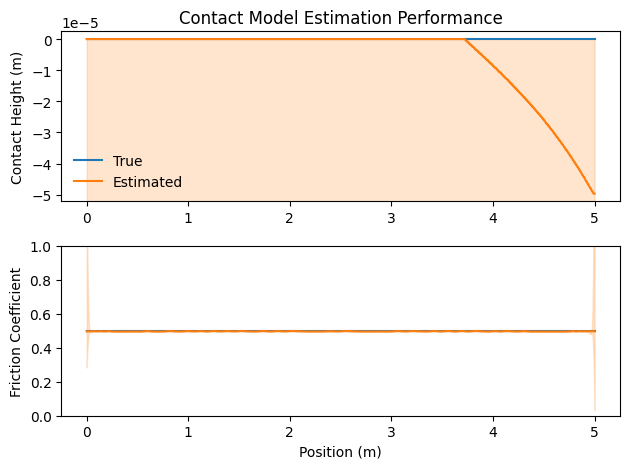 Contact Model Estimation Performance
1e−5
0
−1
−2
−3
−4
−5
Contact Height (m)
True
Estimated
0 1 2 3 4 5
1.0
0.8
0.6
0.4
0.2
0.0
Friction Coefficient
0 1 2 3 4 5
Position (m)